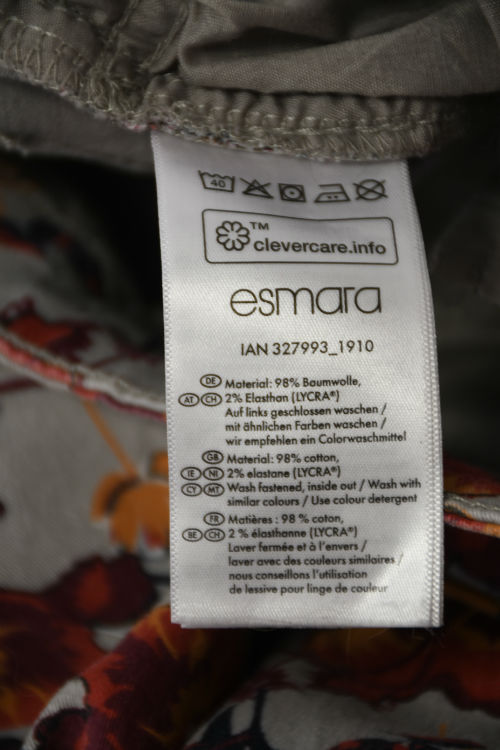 40
TM
clevercare.info
esmara
IAN 327993_1910
DE Material: 98% Baumwolle,
AT CH 2% Elasthan (LYCRA®)
Auf links geschlossen waschen /
mit ähnlichen Farben waschen /
wir empfehlen ein Colorwaschmittel
GB Material: 98% cotton,
IE NI 2% elastane (LYCRA®)
CY MT Wash fastened, inside out / Wash with
similar colours / Use colour detergent
FR Matières : 98 % coton,
BE CH 2 % élasthanne (LYCRA®)
Laver fermée et à l'envers /
laver avec des couleurs similaires /
nous conseillons l'utilisation
de lessive pour linge de couleur